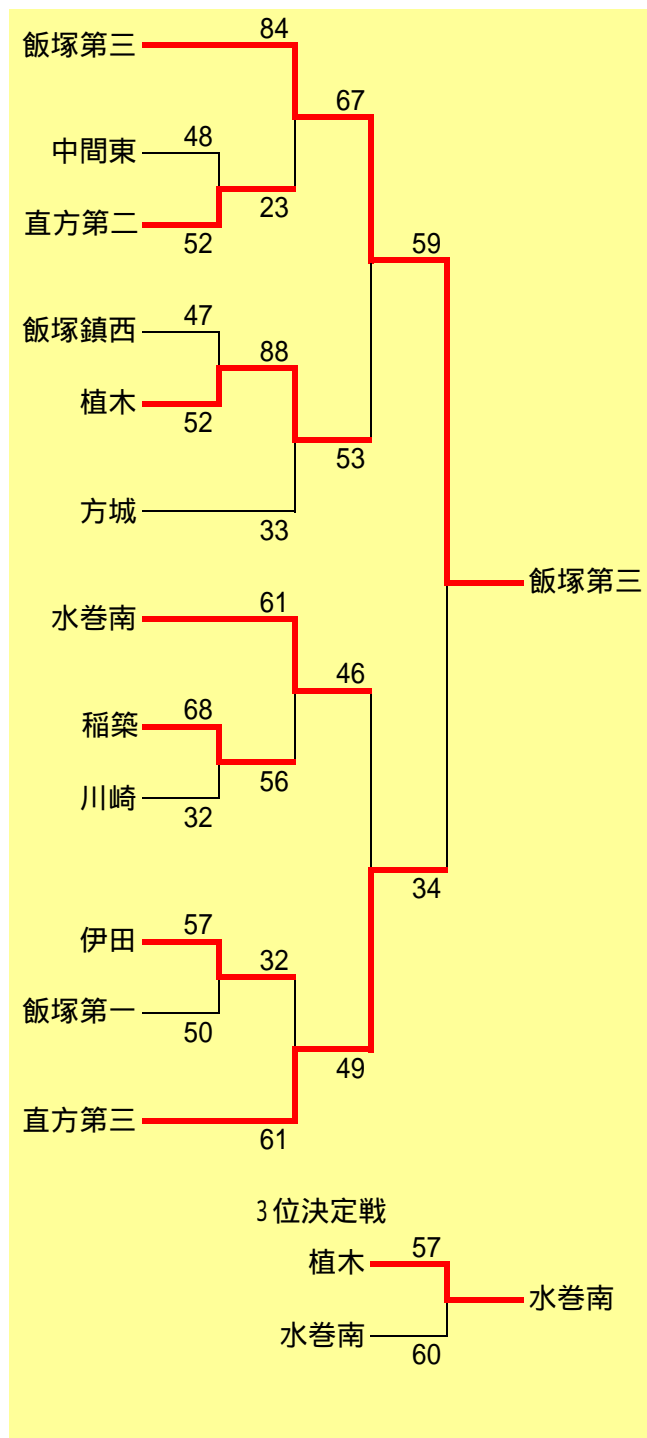 84
飯塚第三
67
48
中間東
23
直方第二
52
59
47
飯塚鎮西
88
植木
52
53
方城
33
飯塚第三
61
水巻南
46
68
稲築
56
川崎
32
34
57
伊田
32
飯塚第一
50
49
直方第三
61
3位決定戦
57
植木
水巻南
水巻南
60